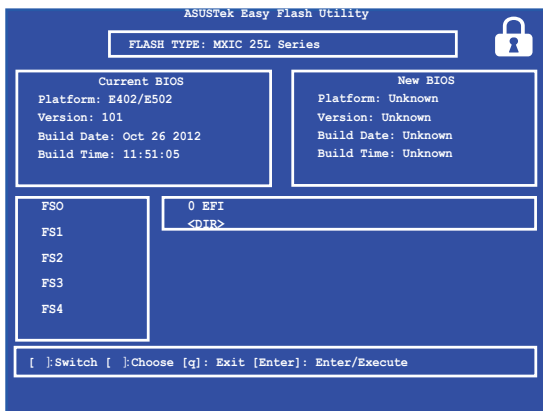 ASUSTek Easy Flash Utility
FLASH TYPE: MXIC 25L Series
Current BIOS
Platform: E402/E502
Version: 101
Build Date: Oct 26 2012
Build Time: 11:51:05
New BIOS
Platform: Unknown
Version: Unknown
Build Date: Unknown
Build Time: Unknown
FSO
FS1
FS2
FS3
FS4
0 EFI
<DIR>
[ ]:Switch [ ]:Choose [q]: Exit [Enter]: Enter/Execute